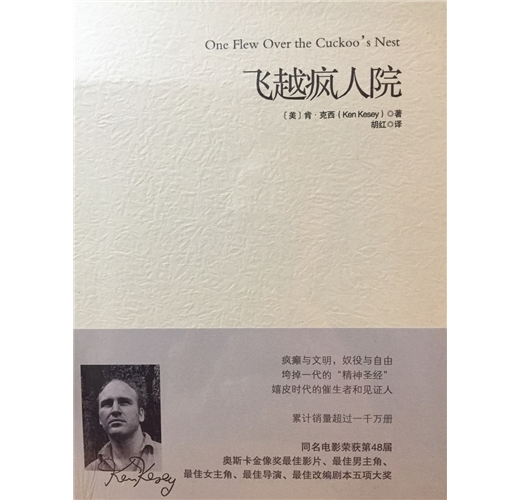 One Flew Over the Cuckoo's Nest
飞越疯人院
〔美〕肯·克西（Ken Kesey）◎著
胡红◎译
疯癫与文明，奴役与自由
垮掉一代的“精神圣经”
嬉皮时代的催生者和见证人
累计销量超过一千万册
同名电影荣获第48届
奥斯卡金像奖最佳影片、最佳男主角、
最佳女主角、最佳导演、最佳改编剧本五项大奖
Ken Kesey